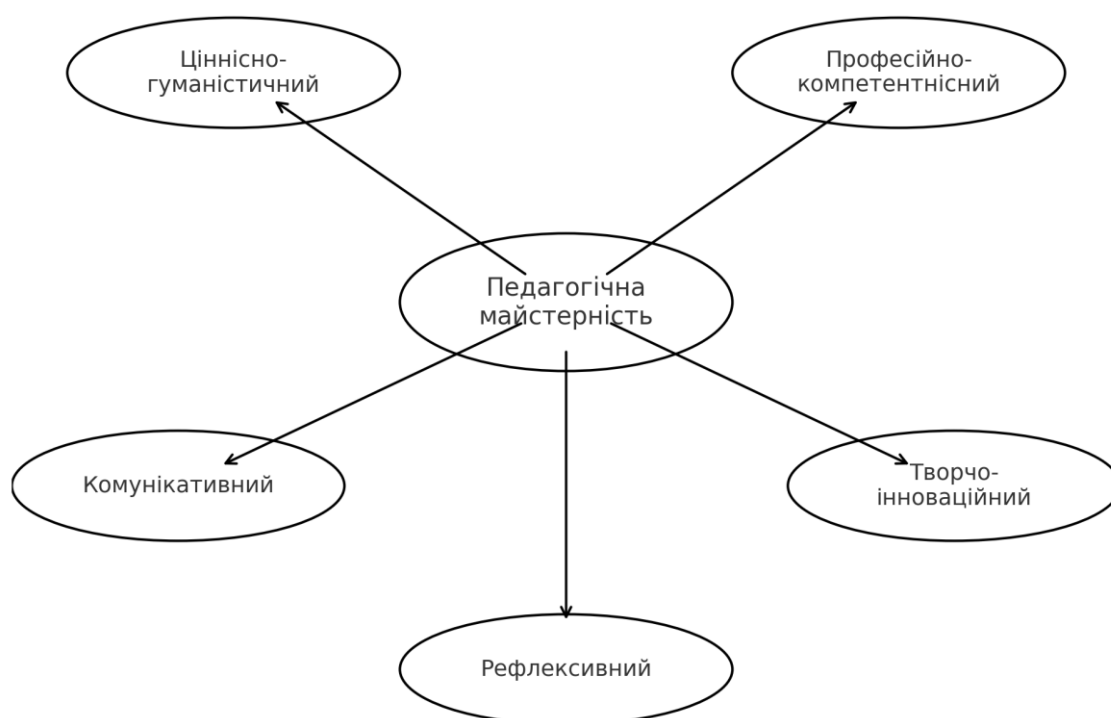 Ціннісно-
гуманістичний
Професійно-
компетентнісний
Педагогічна
майстерність
Комунікативний
Творчо-
інноваційний
Рефлексивний